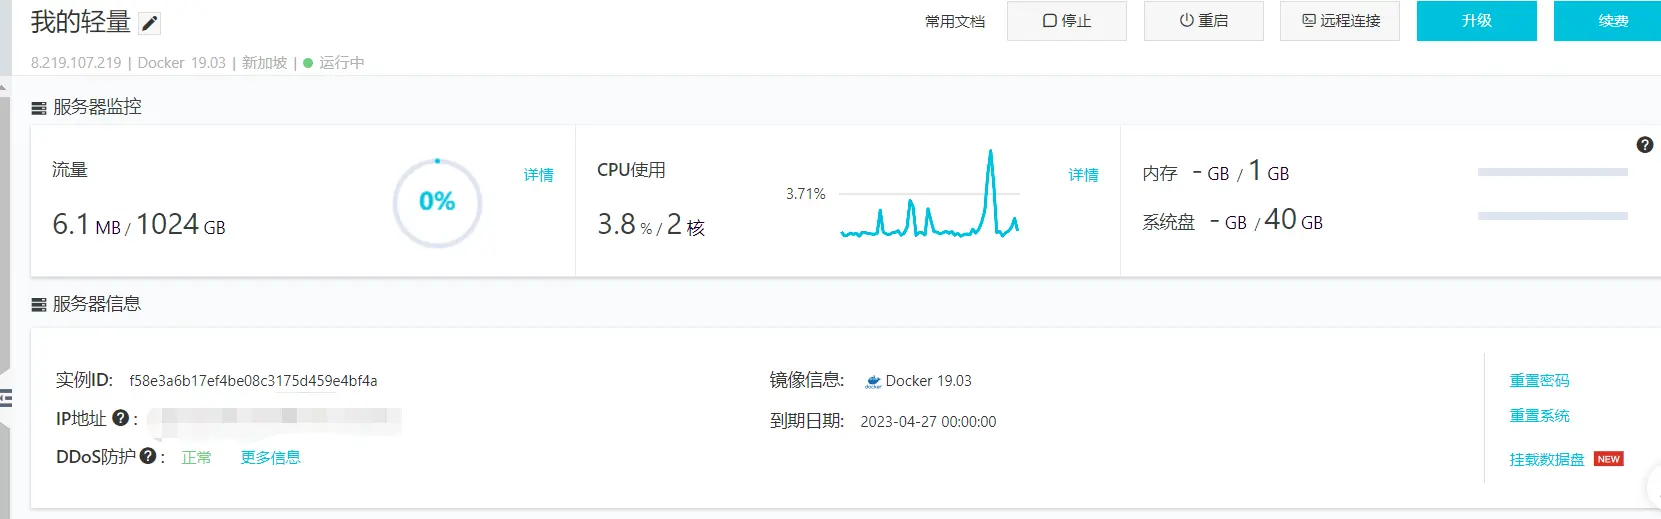 我的轻量
常用文档 停止 重启 远程连接 升级 续费
8.219.107.219 | Docker 19.03 | 新加坡 | 运行中
服务器监控
流量
0%
详情
6.1 MB / 1024 GB
CPU使用
3.71%
详情
3.8 % / 2 核
内存 - GB / 1 GB
系统盘 - GB / 40 GB
服务器信息
实例ID: f58e3a6b17ef4be08c3175d459e4bf4a
镜像信息: docker Docker 19.03
重置密码
IP地址 ? :
到期日期: 2023-04-27 00:00:00
重置系统
DDoS防护 ? : 正常 更多信息
挂载数据盘 NEW